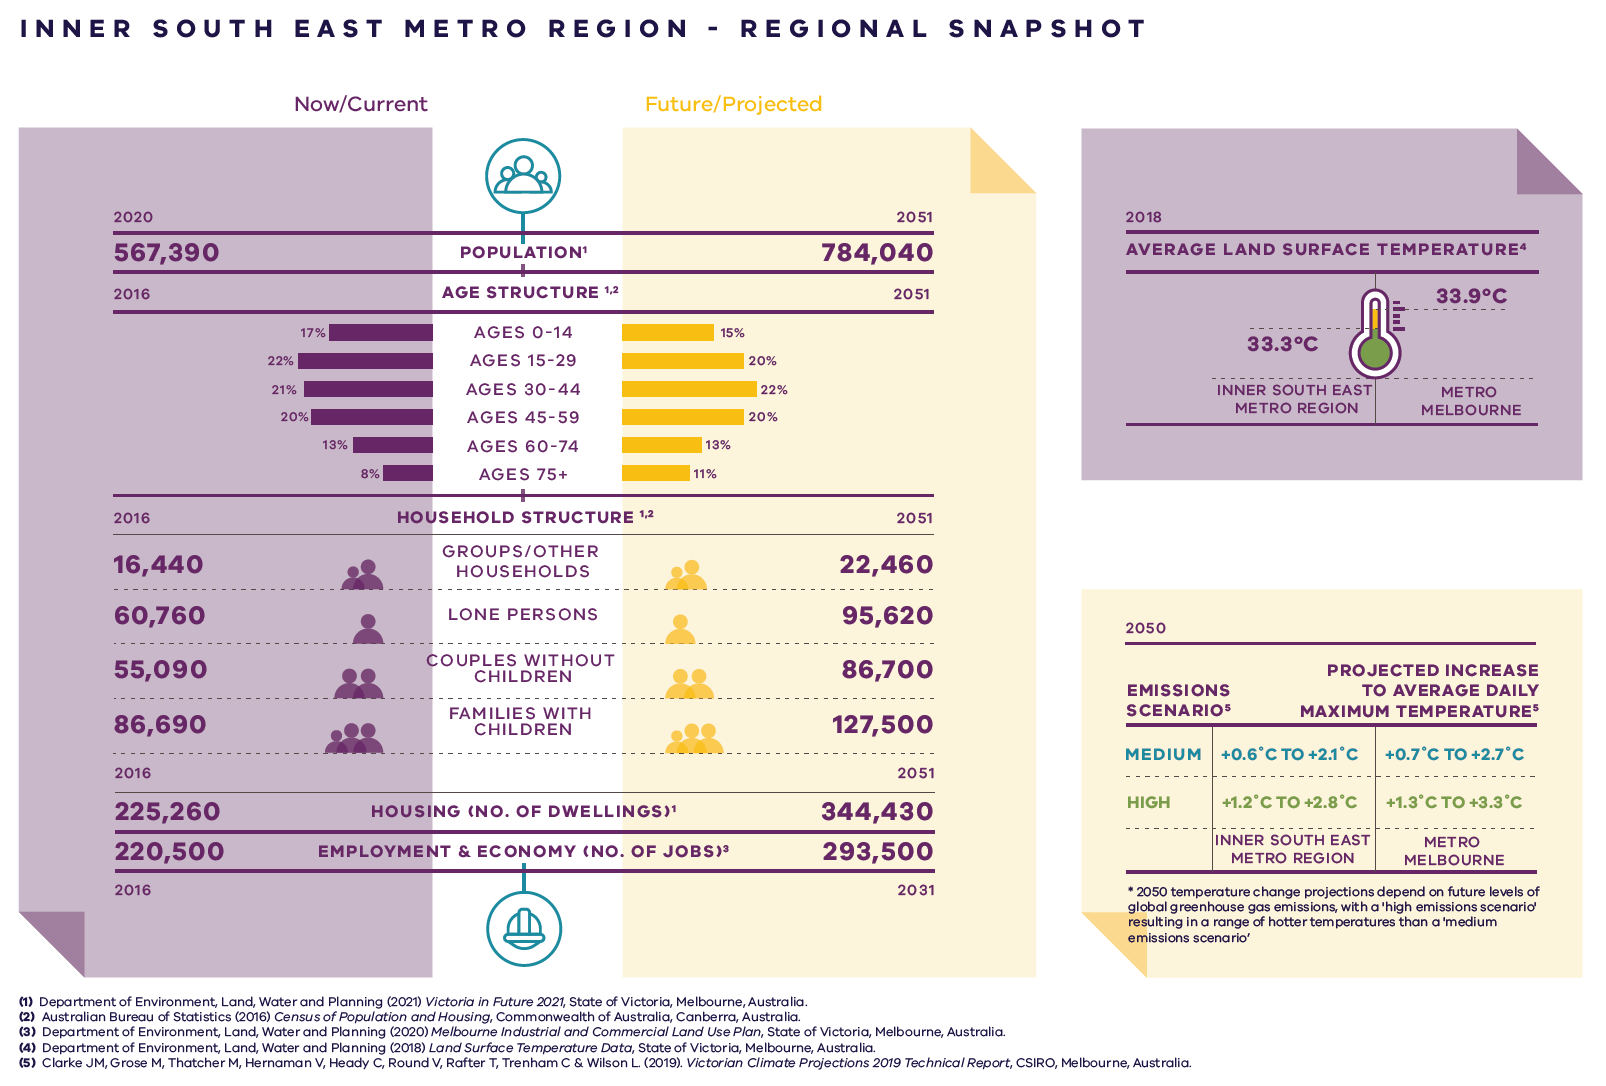 INNER SOUTH EAST METRO REGION - REGIONAL SNAPSHOT
Now/Current
Future/Projected
2020
2051
567,390
POPULATION¹
784,040
2016
AGE STRUCTURE ¹,²
2051
17%
AGES 0-14
15%
22%
AGES 15-29
20%
21%
AGES 30-44
22%
20%
AGES 45-59
20%
13%
AGES 60-74
13%
8%
AGES 75+
11%
2016
HOUSEHOLD STRUCTURE ¹,²
2051
16,440
GROUPS/OTHER
HOUSEHOLDS
22,460
60,760
LONE PERSONS
95,620
55,090
COUPLES WITHOUT
CHILDREN
86,700
86,690
FAMILIES WITH
CHILDREN
127,500
2016
2051
225,260
HOUSING (NO. OF DWELLINGS)¹
344,430
220,500
EMPLOYMENT & ECONOMY (NO. OF JOBS)³
293,500
2016
2031
2018
AVERAGE LAND SURFACE TEMPERATURE⁴
33.9°C
33.3°C
INNER SOUTH EAST
METRO REGION
METRO
MELBOURNE
2050
EMISSIONS
SCENARIO⁵
PROJECTED INCREASE
TO AVERAGE DAILY
MAXIMUM TEMPERATURE⁵
MEDIUM
+0.6°C TO +2.1°C
+0.7°C TO +2.7°C
HIGH
+1.2°C TO +2.8°C
+1.3°C TO +3.3°C
INNER SOUTH EAST
METRO REGION
METRO
MELBOURNE
* 2050 temperature change projections depend on future levels of
global greenhouse gas emissions, with a 'high emissions scenario'
resulting in a range of hotter temperatures than a 'medium
emissions scenario'
(1) Department of Environment, Land, Water and Planning (2021) Victoria in Future 2021, State of Victoria, Melbourne, Australia.
(2) Australian Bureau of Statistics (2016) Census of Population and Housing, Commonwealth of Australia, Canberra, Australia.
(3) Department of Environment, Land, Water and Planning (2020) Melbourne Industrial and Commercial Land Use Plan, State of Victoria, Melbourne, Australia.
(4) Department of Environment, Land, Water and Planning (2018) Land Surface Temperature Data, State of Victoria, Melbourne, Australia.
(5) Clarke JM, Grose M, Thatcher M, Hernaman V, Heady C, Round V, Rafter T, Trenham C & Wilson L. (2019). Victorian Climate Projections 2019 Technical Report, CSIRO, Melbourne, Australia.